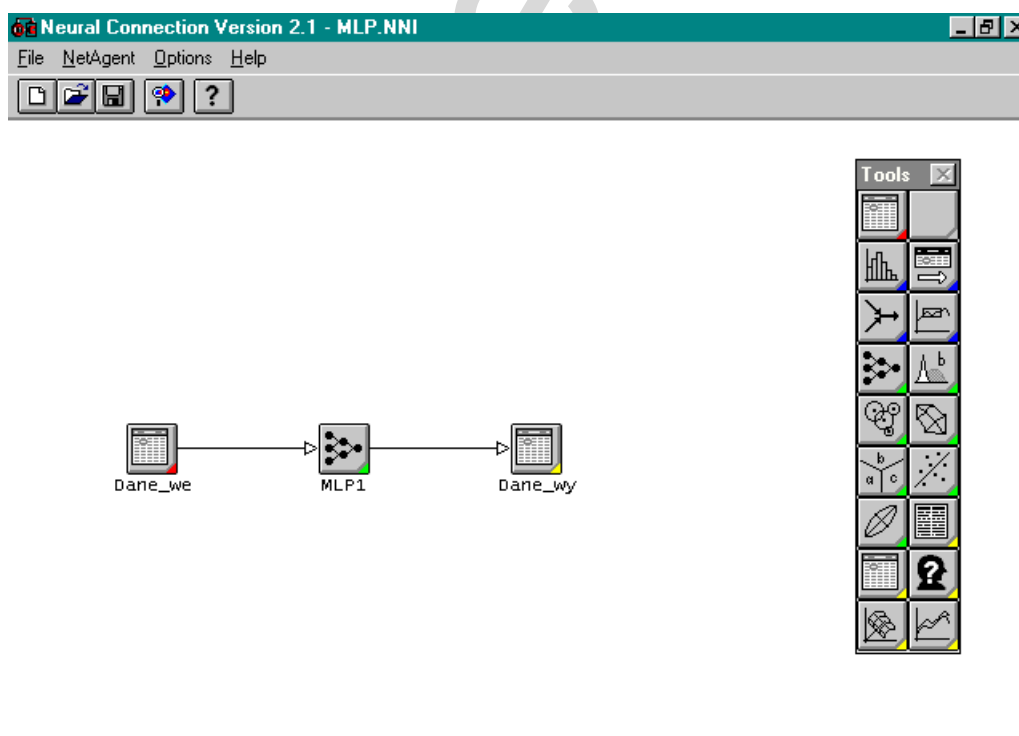 Neural Connection Version 2.1 - MLP.NNI
File NetAgent Options Help
?
Tools
b
b
a c
?
Dane_we
MLP1
Dane_wy